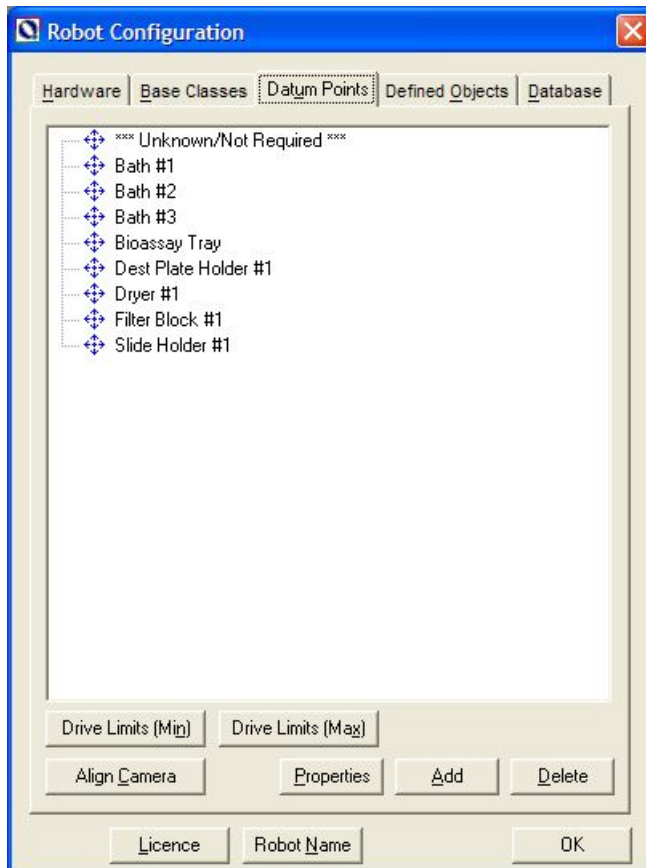 Robot Configuration
Hardware Base Classes Datum Points Defined Objects Database
*** Unknown/Not Required ***
Bath #1
Bath #2
Bath #3
Bioassay Tray
Dest Plate Holder #1
Dryer #1
Filter Block #1
Slide Holder #1
Drive Limits (Min) Drive Limits (Max)
Align Camera Properties Add Delete
Licence Robot Name OK